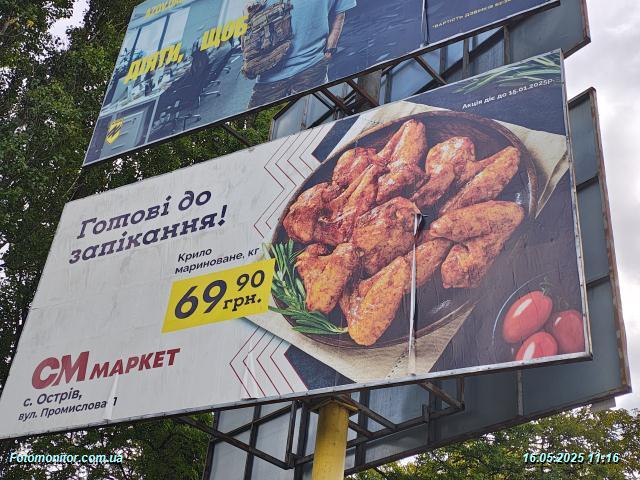 ДІЯТИ, ЩОБ
Акція діє до 15.01.2025р.
Готові до
запікання!
Крило
мариноване, кг
69 90
грн.
СМ МАРКЕТ
с. Острів,
вул. Промислова 1
Fotomonitor.com.ua
16.05.2025 11:16